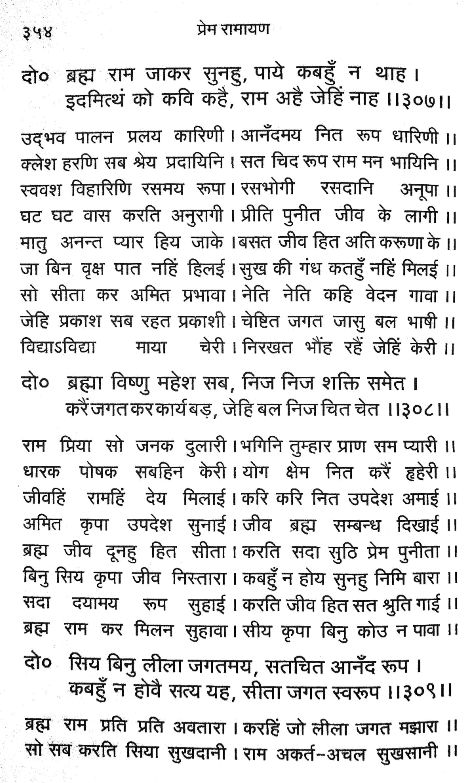 ३५४ प्रेम रामायण
दो० ब्रह्म राम जाकर सुनहु, पाये कबहुँ न थाह ।
इदमित्थं को कवि कहै, राम अहै जेहिं नाह ।।३०७।।
उद्भव पालन प्रलय कारिणी । आनँदमय नित रूप धारिणी ।।
क्लेश हरणि सब श्रेय प्रदायिनि । सत चिद रूप राम मन भायिनि ।।
स्ववश विहारिणि रसमय रूपा । रसभोगी रसदानि अनूपा ।।
घट घट वास करति अनुरागी । प्रीति पुनीत जीव के लागी ।।
मातु अनन्त प्यार हिय जाके । बसत जीव हित अति करूणा के ।।
जा बिन वृक्ष पात नहिं हिलई । सुख की गंध कतहुँ नहिं मिलई ।।
सो सीता कर अमित प्रभावा । नेति नेति कहि वेदन गावा ।।
जेहि प्रकाश सब रहत प्रकाशी । चेष्टित जगत जासु बल भाषी ।।
विद्याऽविद्या माया चेरी । निरखत भौंह रहैं जेहिं केरी ।।
दो० ब्रह्मा विष्णु महेश सब, निज निज शक्ति समेत ।
करैं जगत कर कार्य बड़, जेहि बल निज चित चेत ।।३०८।।
राम प्रिया सो जनक दुलारी । भगिनि तुम्हार प्राण सम प्यारी ।।
धारक पोषक सबहिन केरी । योग क्षेम नित करैं हृहेरी ।।
जीवहिं रामहिं देय मिलाई । करि करि नित उपदेश अमाई ।।
अमित कृपा उपदेश सुनाई । जीव ब्रह्म सम्बन्ध दिखाई ।।
ब्रह्म जीव दूनहु हित सीता । करति सदा सुठि प्रेम पुनीता ।।
बिनु सिय कृपा जीव निस्तारा । कबहुँ न होय सुनहु निमि बारा ।।
सदा दयामय रूप सुहाई । करति जीव हित सत श्रुति गाई ।।
ब्रह्म राम कर मिलन सुहावा । सीय कृपा बिनु कोउ न पावा ।।
दो० सिय बिनु लीला जगतमय, सतचित आनँद रूप ।
कबहुँ न होवै सत्य यह, सीता जगत स्वरूप ।।३०९।।
ब्रह्म राम प्रति प्रति अवतारा । करहिं जो लीला जगत मझारा ।।
सो सब करति सिया सुखदानी । राम अकर्त-अचल सुखसानी ।।